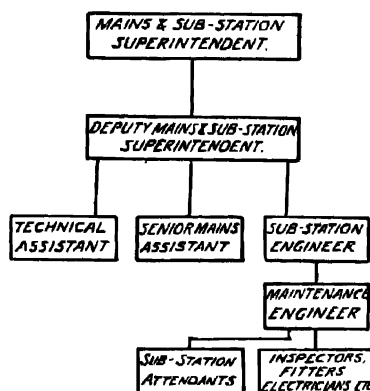 MAINS & SUB-STATION
SUPERINTENDENT.
DEPUTY MAINS & SUB-STATION
SUPERINTENDENT.
TECHNICAL
ASSISTANT
SENIOR MAINS
ASSISTANT
SUB-STATION
ENGINEER
MAINTENANCE
ENGINEER
SUB-STATION
ATTENDANTS
INSPECTORS,
FITTERS
ELECTRICIANS